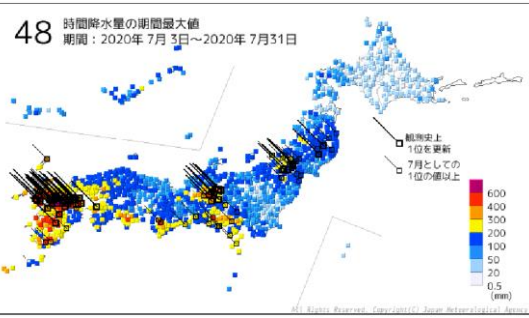 48 時間降水量の期間最大値
期間：2020年 7月 3日～2020年 7月31日
観測史上
1位を更新
7月としての
1位の値以上
600
400
300
200
100
50
20
0.5
(mm)
All Rights Reserved. Copyright(C) Japan Meteorological Agency